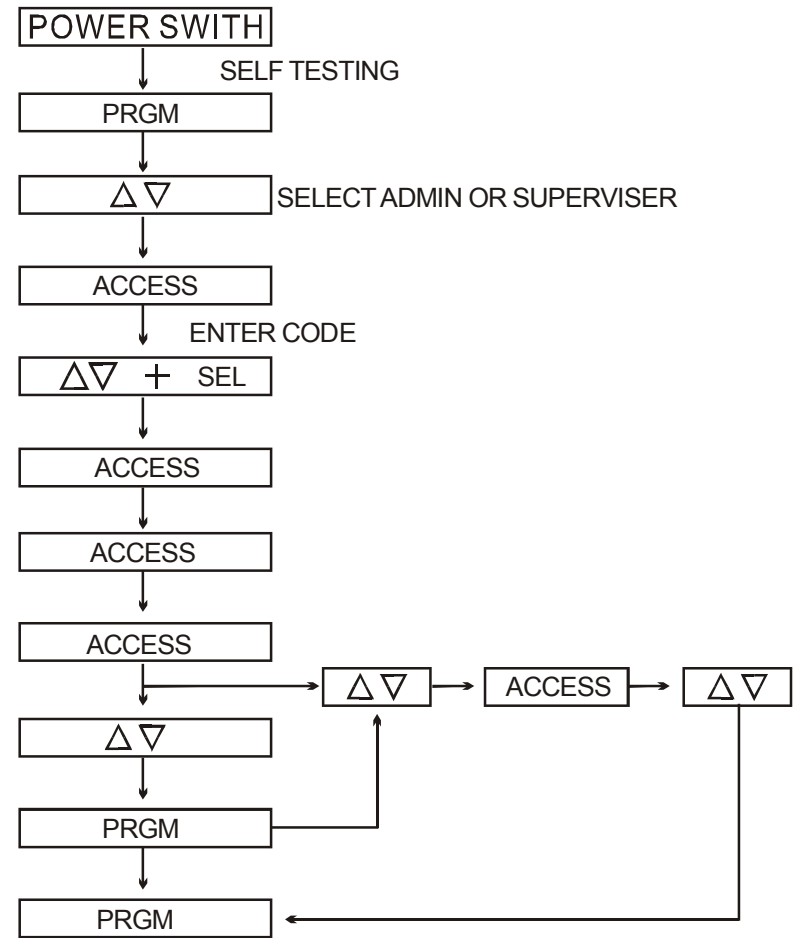 POWER SWITH
SELF TESTING
PRGM
△ ▽ SELECT ADMIN OR SUPERVISER
ACCESS
ENTER CODE
△▽ + SEL
ACCESS
ACCESS
ACCESS
△ ▽ ACCESS △ ▽
△ ▽
PRGM
PRGM